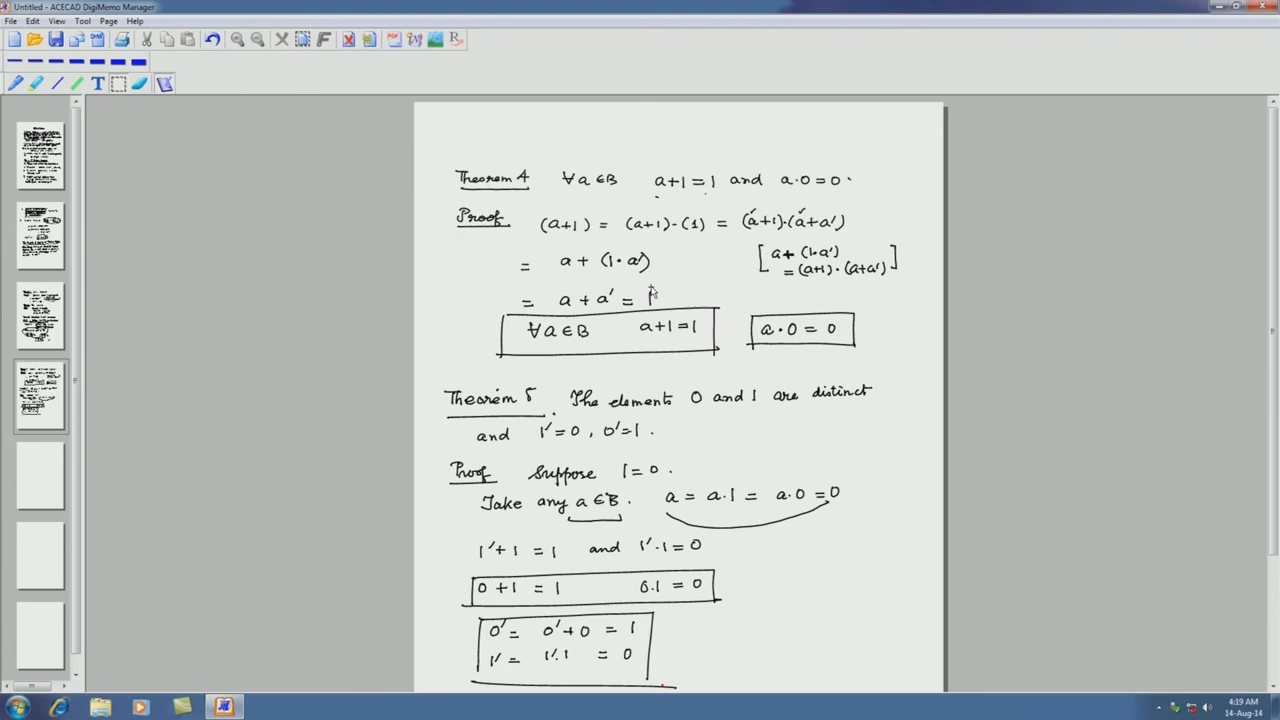 Untitled - ACECAD DigiMemo Manager
File Edit View Tool Page Help
Theorem 4 ∀a∈B a+1=1 and a·0=0.
Proof. (a+1) = (a+1)·(1) = (a+1)·(a+a′)
= a + (1·a′) [a+(1·a′)
=(a+1)·(a+a′)]
= a + a′ = 1
∀a∈B a+1=1 a·0=0
Theorem 5. The elements 0 and 1 are distinct
and 1′=0, 0′=1.
Proof Suppose 1=0.
Take any a∈B. a = a·1 = a·0 = 0
1′+1 = 1 and 1′·1=0
0+1 = 1 0.1 = 0
0′ = 0′+0 = 1
1′ = 1′.1 = 0
4:19 AM
14-Aug-14